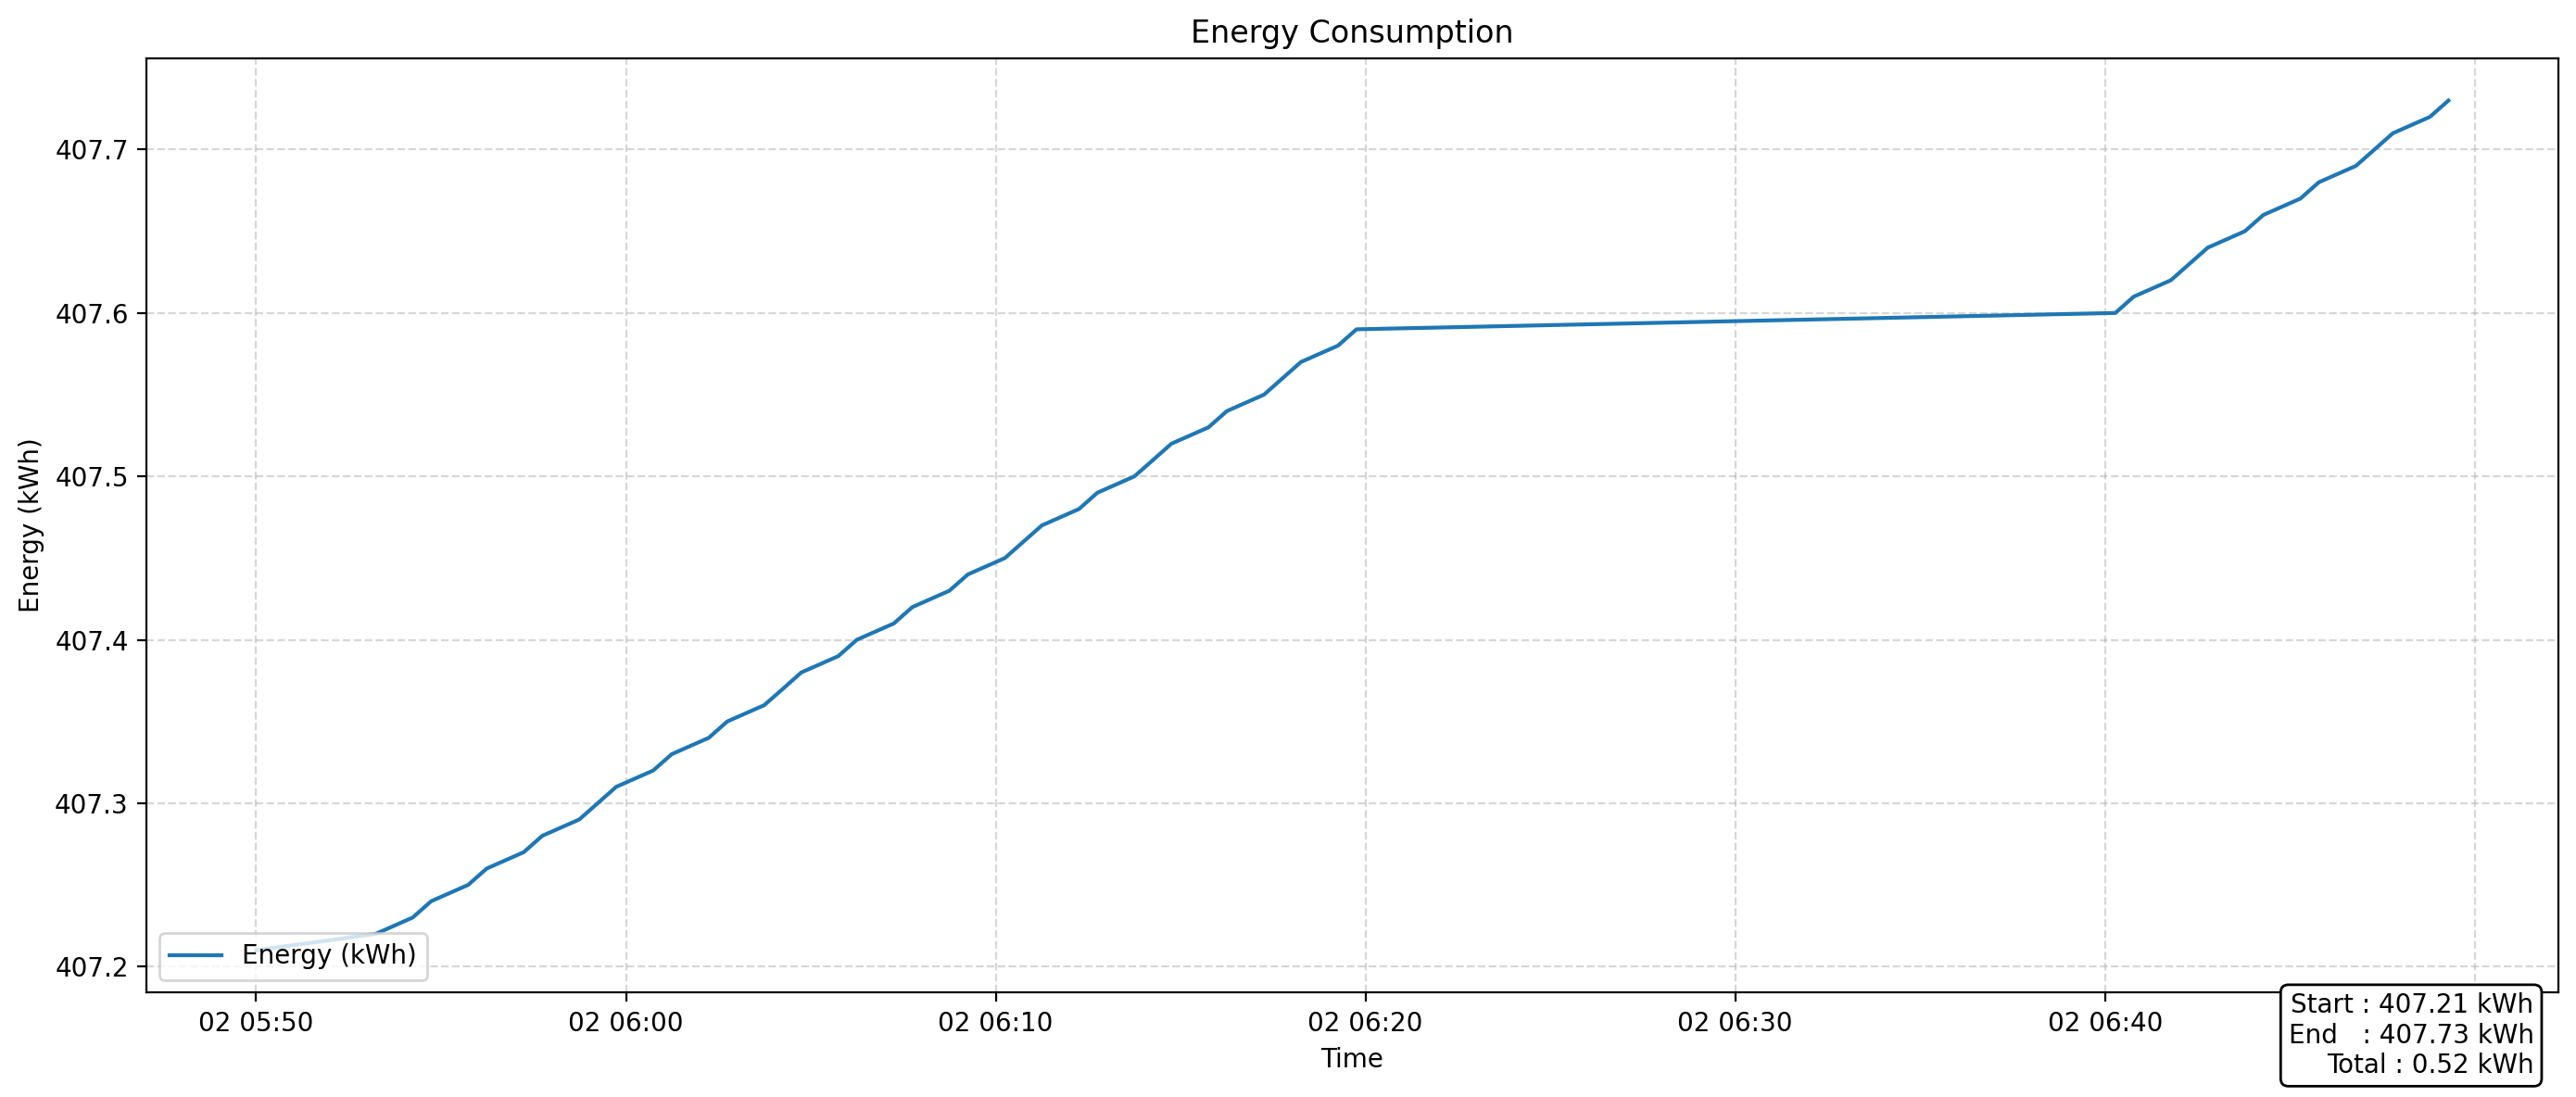 Energy Consumption
Energy (kWh)
407.7
407.6
407.5
407.4
407.3
407.2
Energy (kWh)
02 05:50
02 06:00
02 06:10
02 06:20
02 06:30
02 06:40
Time
Start : 407.21 kWh
End : 407.73 kWh
Total : 0.52 kWh